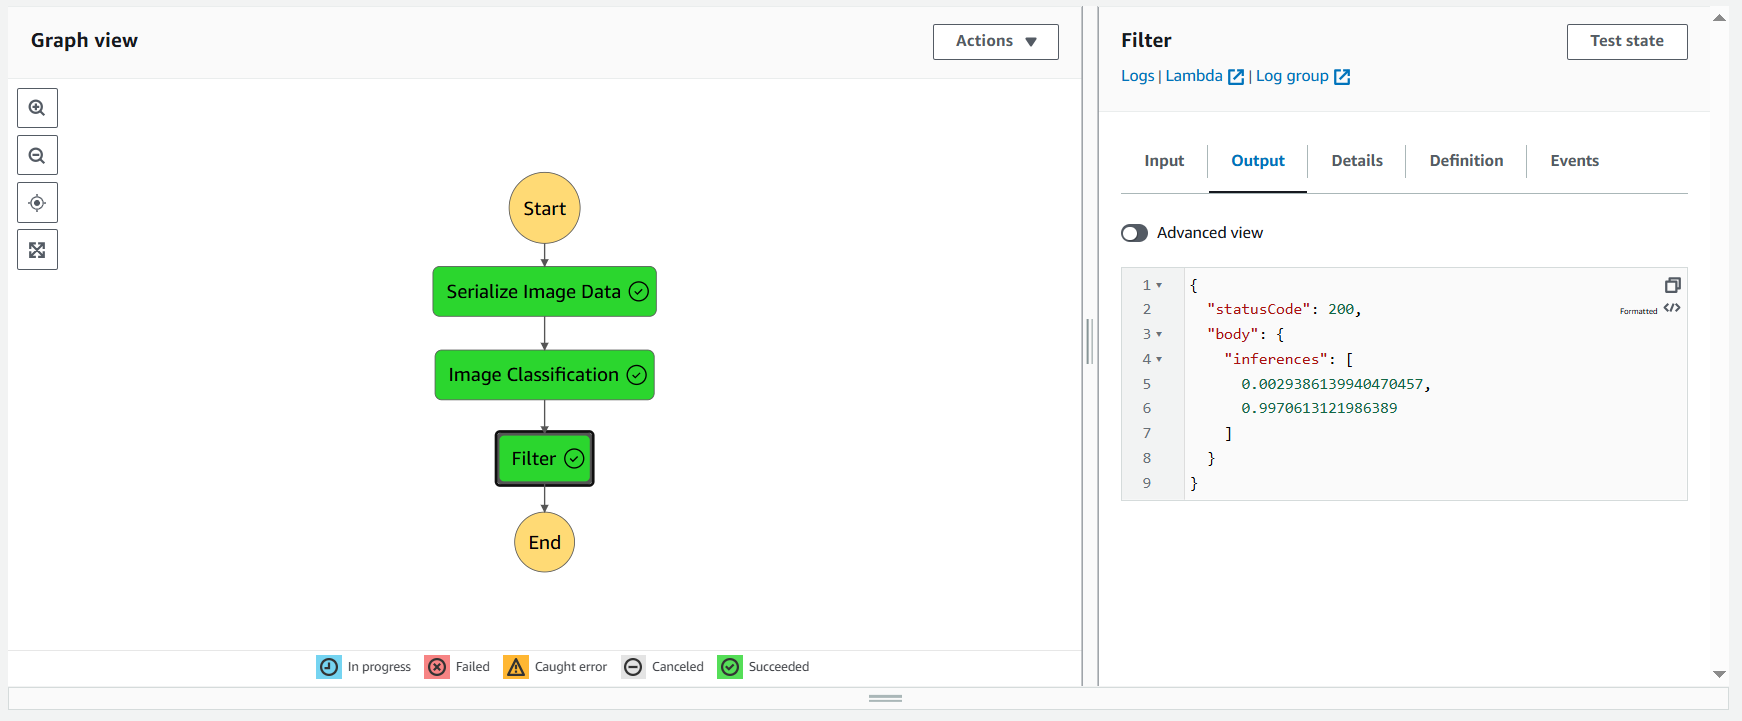 Graph view
Actions
Start
Serialize Image Data
Image Classification
Filter
End
In progress
Failed
Caught error
Canceled
Succeeded
Filter
Test state
Logs | Lambda | Log group
Input
Output
Details
Definition
Events
Advanced view
1 {
2 "statusCode": 200,
3 "body": {
4 "inferences": [
5 0.0029386139940470457,
6 0.9970613121986389
7 ]
8 }
9 }
Formatted </>